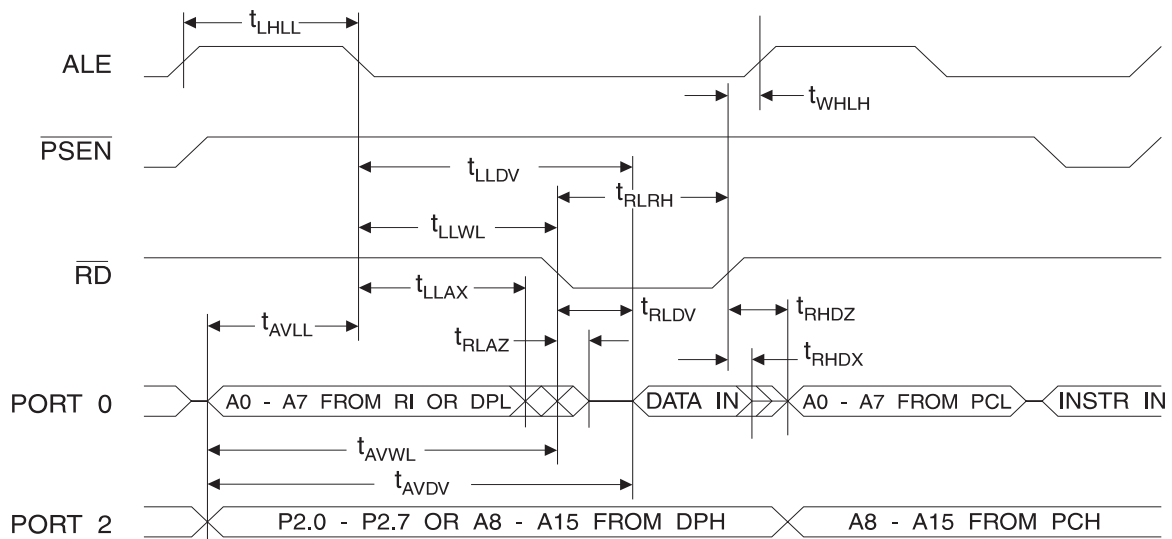 tLHLL
ALE
tWHLH
PSEN
tLLDV
tRLRH
tLLWL
RD
tLLAX
tRLDV
tRHDZ
tAVLL
tRLAZ
tRHDX
PORT 0
A0 - A7 FROM RI OR DPL
DATA IN
A0 - A7 FROM PCL
INSTR IN
tAVWL
tAVDV
PORT 2
P2.0 - P2.7 OR A8 - A15 FROM DPH
A8 - A15 FROM PCH